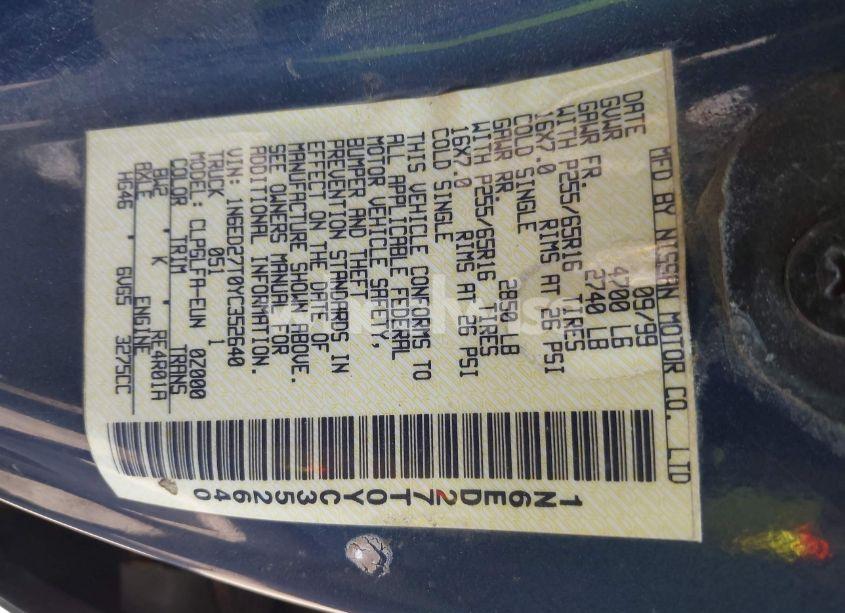 MFD BY NISSAN MOTOR CO., LTD
DATE 09/99
GVWR 4700 LB
GAWR FR. 2740 LB
WITH P255/65R16 TIRES
16X7.0 RIMS AT 26 PSI
COLD SINGLE
GAWR RR. 2850 LB
WITH P255/65R16 TIRES
16X7.0 RIMS AT 26 PSI
COLD SINGLE
THIS VEHICLE CONFORMS TO
ALL APPLICABLE FEDERAL
MOTOR VEHICLE SAFETY,
BUMPER AND THEFT
PREVENTION STANDARDS IN
EFFECT ON THE DATE OF
MANUFACTURE SHOWN ABOVE.
SEE OWNERS MANUAL FOR
ADDITIONAL INFORMATION.
VIN: 1N6ED27T0YC352640
TRUCK 051 1
MODEL: CLPSLFA-EUN 02000
COLOR TRIM TRANS
BW2 K RE4R01A
AXLE ENGINE
HG46 VG33 3275CC
1N6ED27T0YC352640